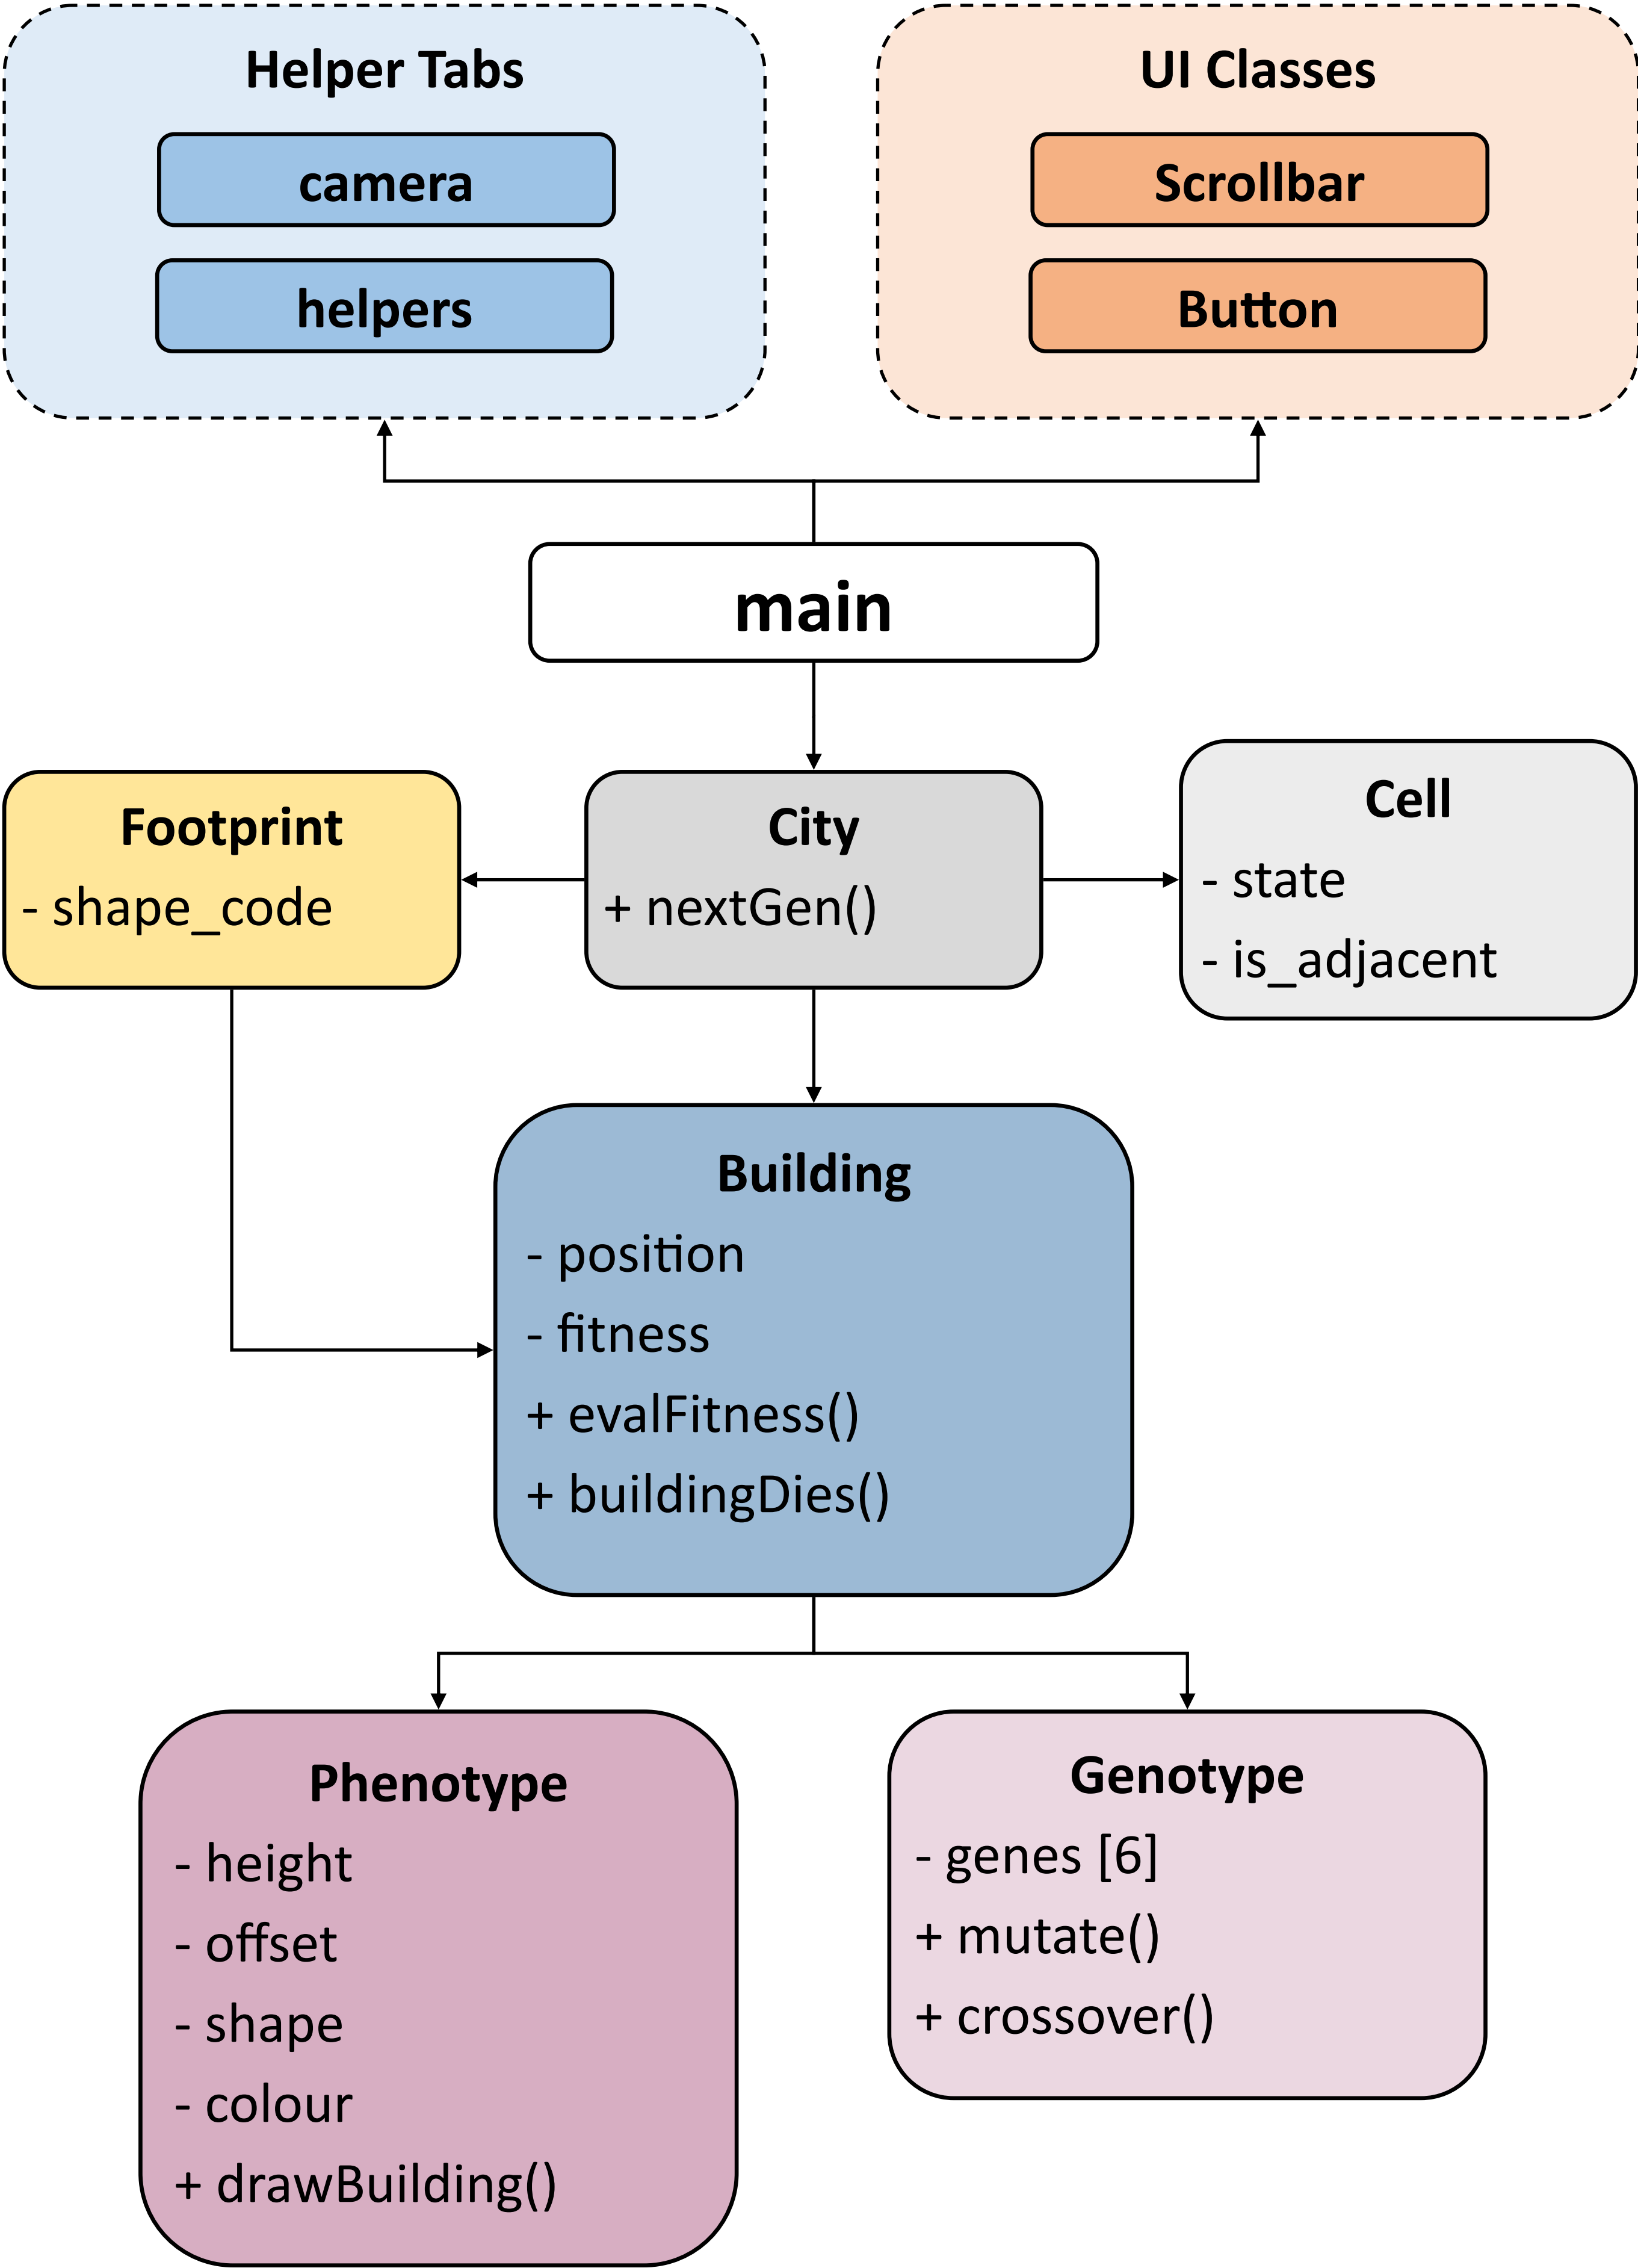 Helper Tabs
camera
helpers
UI Classes
Scrollbar
Button
main
Footprint
- shape_code
City
+ nextGen()
Cell
- state
- is_adjacent
Building
- position
- fitness
+ evalFitness()
+ buildingDies()
Phenotype
- height
- offset
- shape
- colour
+ drawBuilding()
Genotype
- genes [6]
+ mutate()
+ crossover()